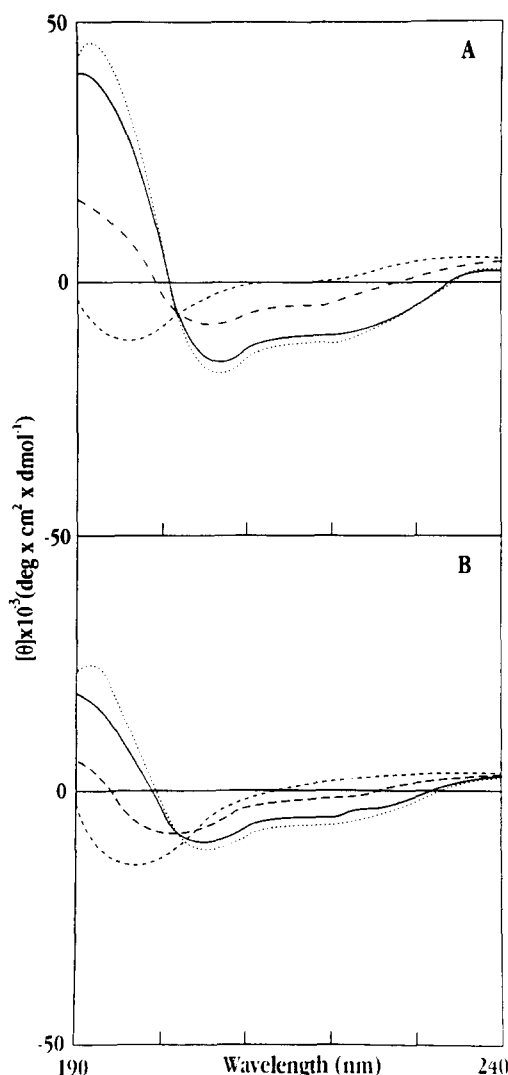 50
A
0
-50
B
[θ]x10⁻³(deg x cm² x dmol⁻¹)
0
-50
190
Wavelength (nm)
240